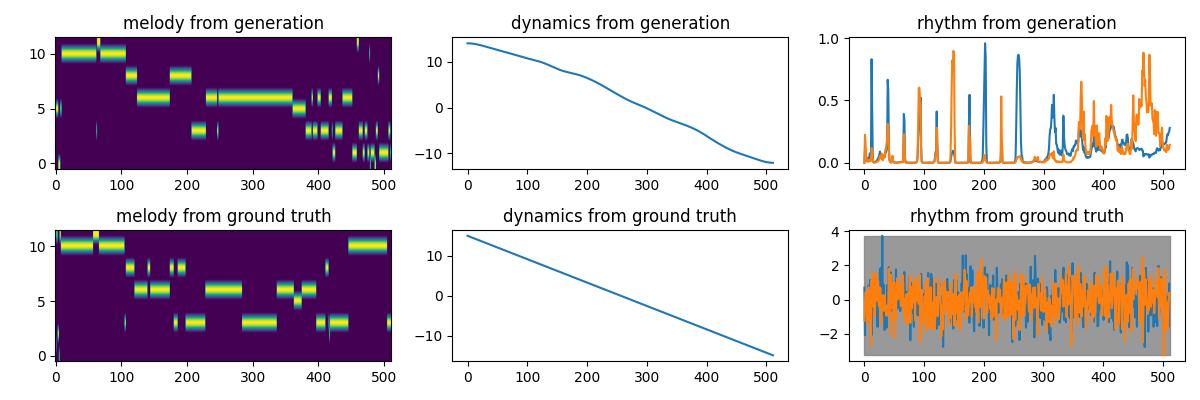 melody from generation
10
5
0
0 100 200 300 400 500
dynamics from generation
10
0
−10
0 100 200 300 400 500
rhythm from generation
1.0
0.5
0.0
0 100 200 300 400 500
melody from ground truth
10
5
0
0 100 200 300 400 500
dynamics from ground truth
10
0
−10
0 100 200 300 400 500
rhythm from ground truth
4
2
0
−2
0 100 200 300 400 500